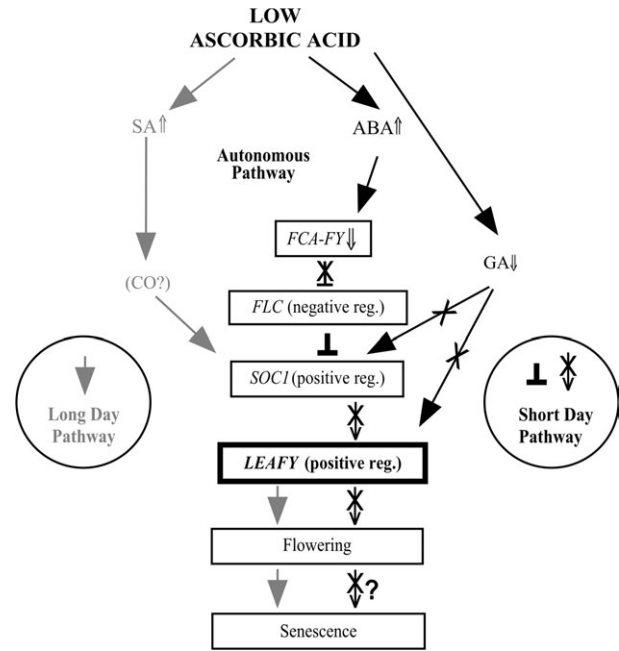 LOW
ASCORBIC ACID
SA⇑
ABA⇑
Autonomous
Pathway
FCA-FY⇓
GA⇓
(CO?)
FLC (negative reg.)
SOC1 (positive reg.)
Long Day
Pathway
Short Day
Pathway
LEAFY (positive reg.)
Flowering
?
Senescence